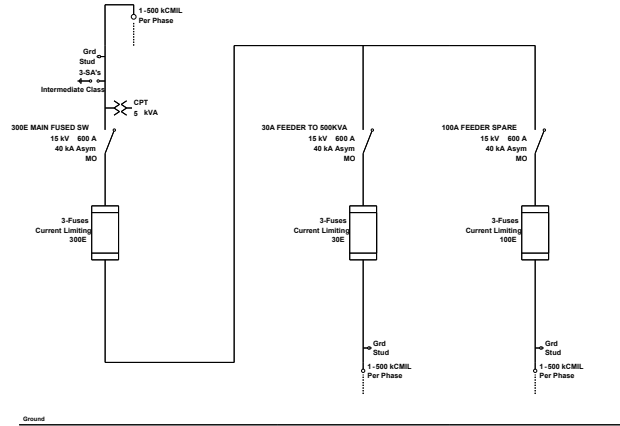 1-500 kCMIL
Per Phase
Grd
Stud
3-SA's
Intermediate Class
CPT
5 kVA
300E MAIN FUSED SW
15 kV 600 A
40 kA Asym
MO
30A FEEDER TO 500KVA
15 kV 600 A
40 kA Asym
MO
100A FEEDER SPARE
15 kV 600 A
40 kA Asym
MO
3-Fuses
Current Limiting
300E
3-Fuses
Current Limiting
30E
3-Fuses
Current Limiting
100E
Grd
Stud
1-500 kCMIL
Per Phase
Grd
Stud
1-500 kCMIL
Per Phase
Ground